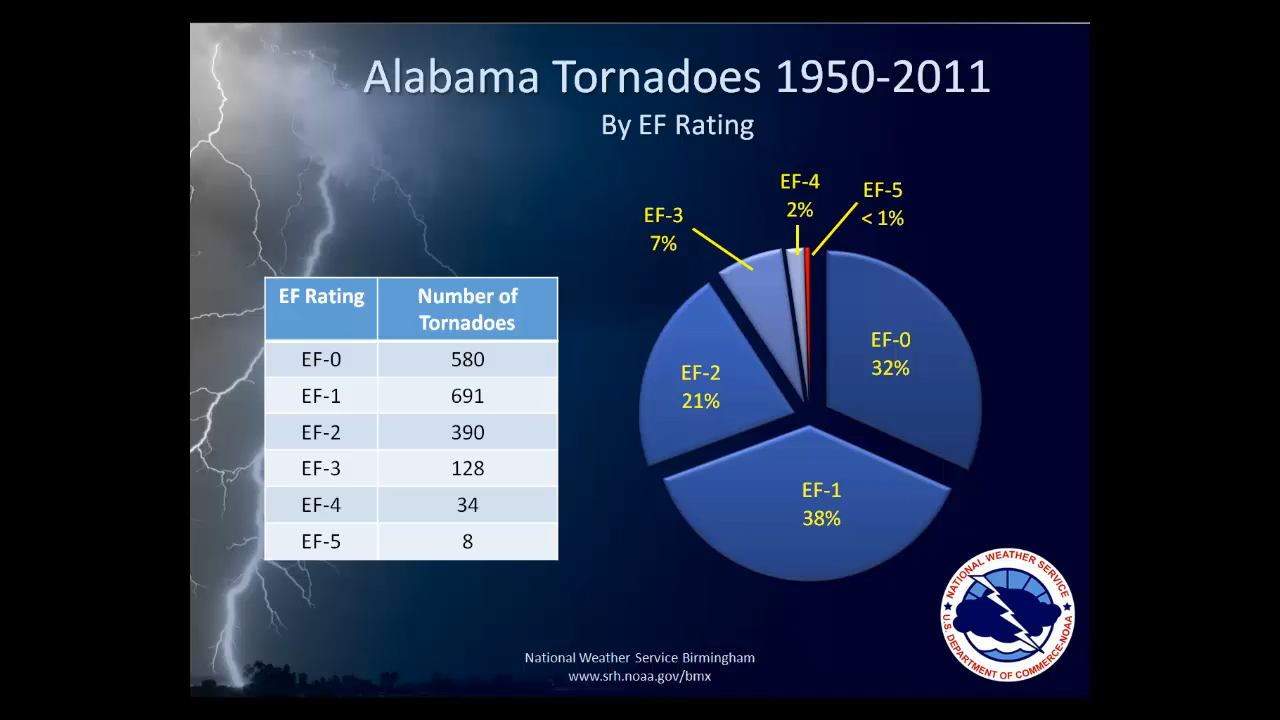 Alabama Tornadoes 1950-2011
By EF Rating
EF-4
2%
EF-5
< 1%
EF-3
7%
EF Rating
Number of
Tornadoes
EF-0
580
EF-1
691
EF-2
390
EF-3
128
EF-4
34
EF-5
8
EF-0
32%
EF-2
21%
EF-1
38%
NATIONAL WEATHER SERVICE
U.S. DEPARTMENT OF COMMERCE-NOAA
National Weather Service Birmingham
www.srh.noaa.gov/bmx